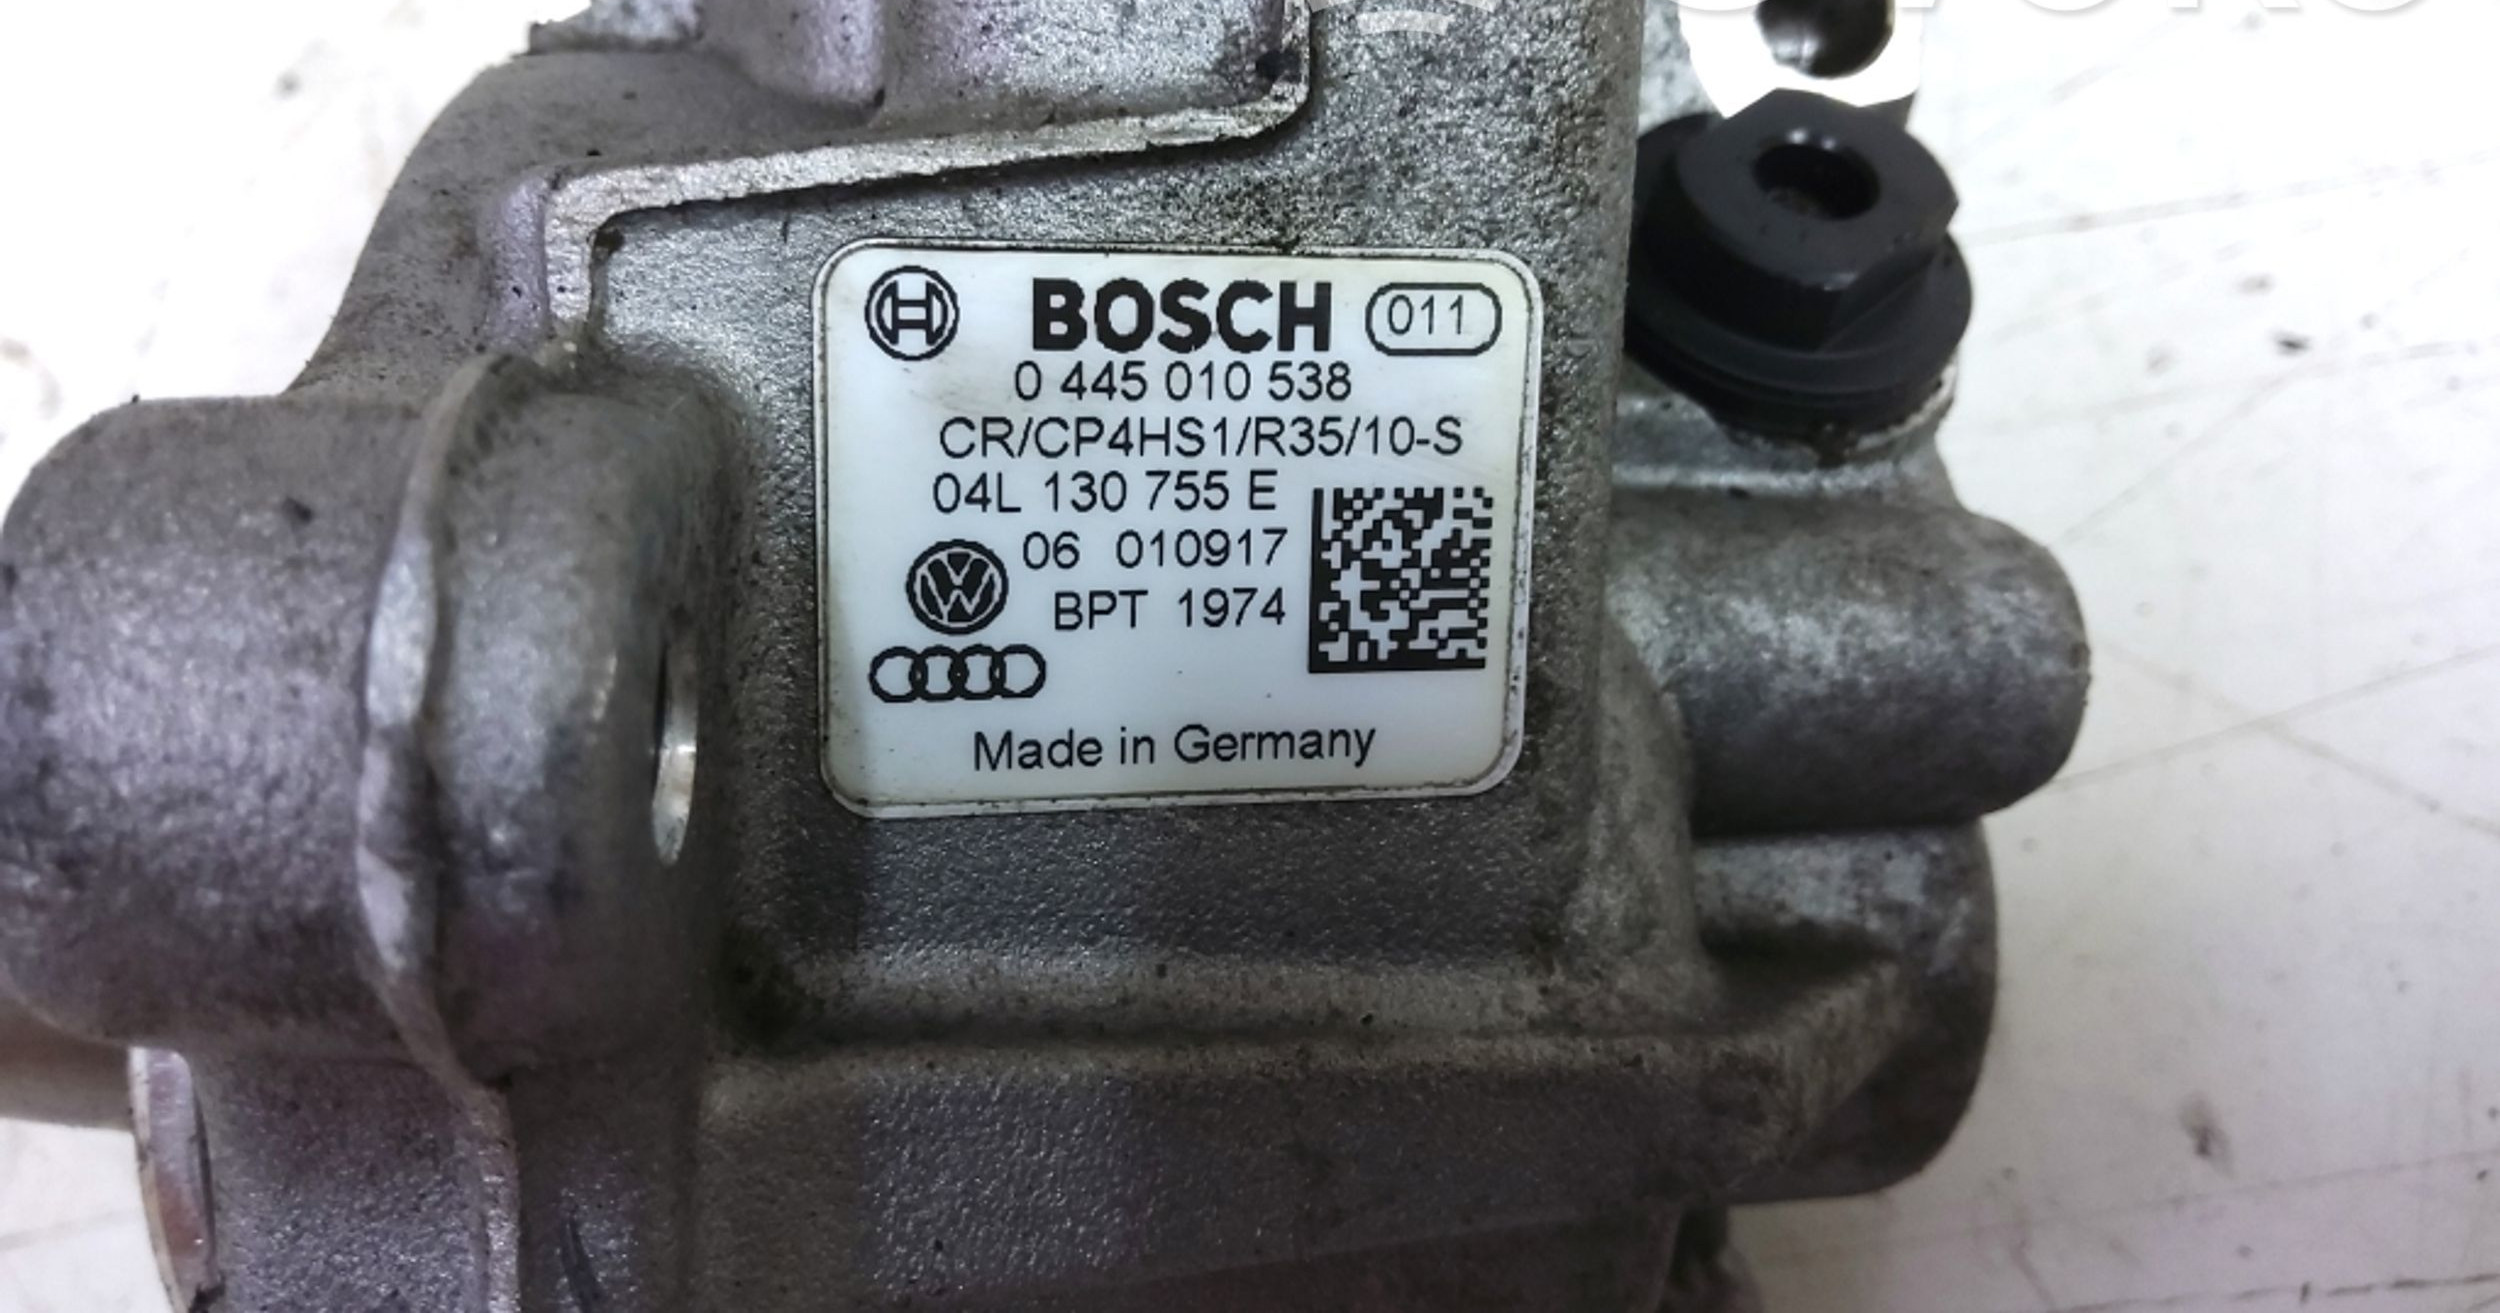 BOSCH 011
0 445 010 538
CR/CP4HS1/R35/10-S
04L 130 755 E
06 010917
BPT 1974
Made in Germany